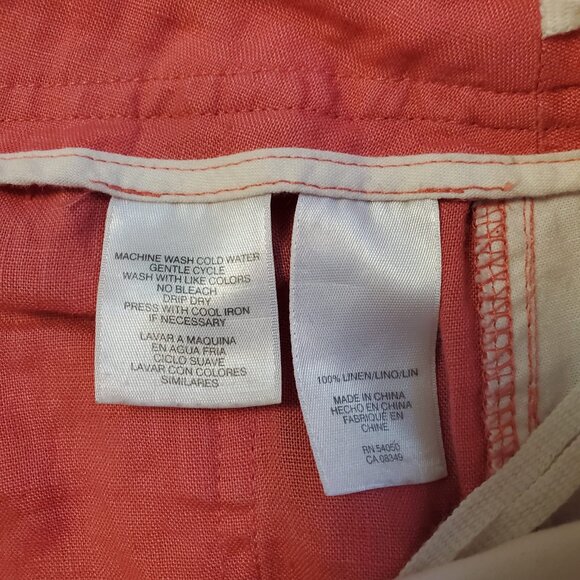 MACHINE WASH COLD WATER
GENTLE CYCLE
WASH WITH LIKE COLORS
NO BLEACH
DRIP DRY
PRESS WITH COOL IRON
IF NECESSARY
LAVAR A MAQUINA
EN AGUA FRIA
CICLO SUAVE
LAVAR CON COLORES
SIMILARES
100% LINEN/LINO/LIN
MADE IN CHINA
HECHO EN CHINA
FABRIQUÉ EN
CHINE
RN 54050
CA 08349